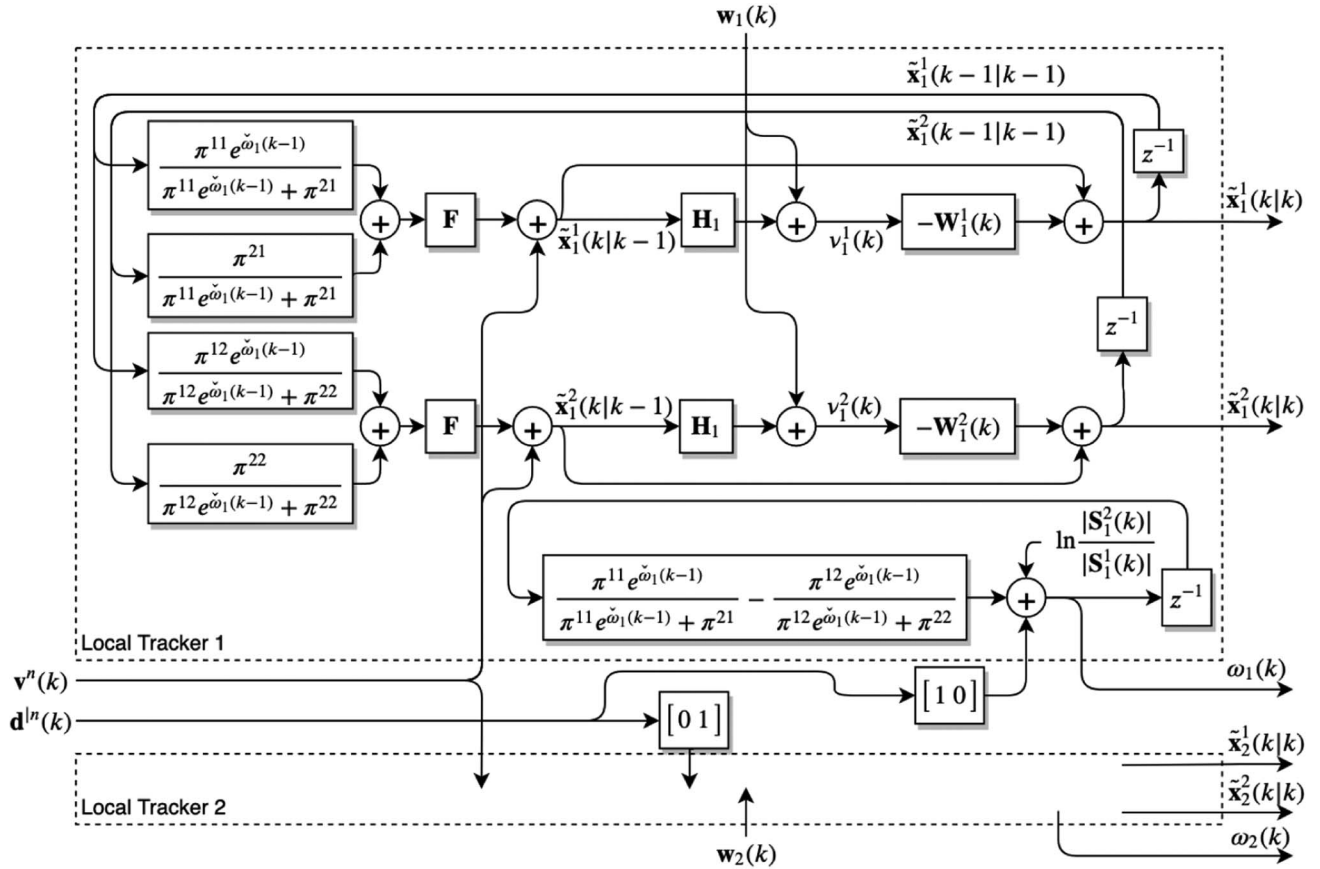 𝐰₁(k)
𝐱̃₁¹(k − 1|k − 1)
𝐱̃₁²(k − 1|k − 1)
z⁻¹
π¹¹e^{ω̌₁(k−1)} / (π¹¹e^{ω̌₁(k−1)} + π²¹)
+
F
+
𝐱̃₁¹(k|k − 1)
H₁
+
ν₁¹(k)
−W₁¹(k)
+
𝐱̃₁¹(k|k)
π²¹ / (π¹¹e^{ω̌₁(k−1)} + π²¹)
z⁻¹
π¹²e^{ω̌₁(k−1)} / (π¹²e^{ω̌₁(k−1)} + π²²)
+
F
+
𝐱̃₁²(k|k − 1)
H₁
+
ν₁²(k)
−W₁²(k)
+
𝐱̃₁²(k|k)
π²² / (π¹²e^{ω̌₁(k−1)} + π²²)
ln |S₁²(k)| / |S₁¹(k)|
π¹¹e^{ω̌₁(k−1)} / (π¹¹e^{ω̌₁(k−1)} + π²¹) − π¹²e^{ω̌₁(k−1)} / (π¹²e^{ω̌₁(k−1)} + π²²)
+
z⁻¹
Local Tracker 1
𝐯ⁿ(k)
ω₁(k)
[1 0]
𝐝^{|n}(k)
[0 1]
𝐱̃₂¹(k|k)
𝐱̃₂²(k|k)
Local Tracker 2
ω₂(k)
𝐰₂(k)